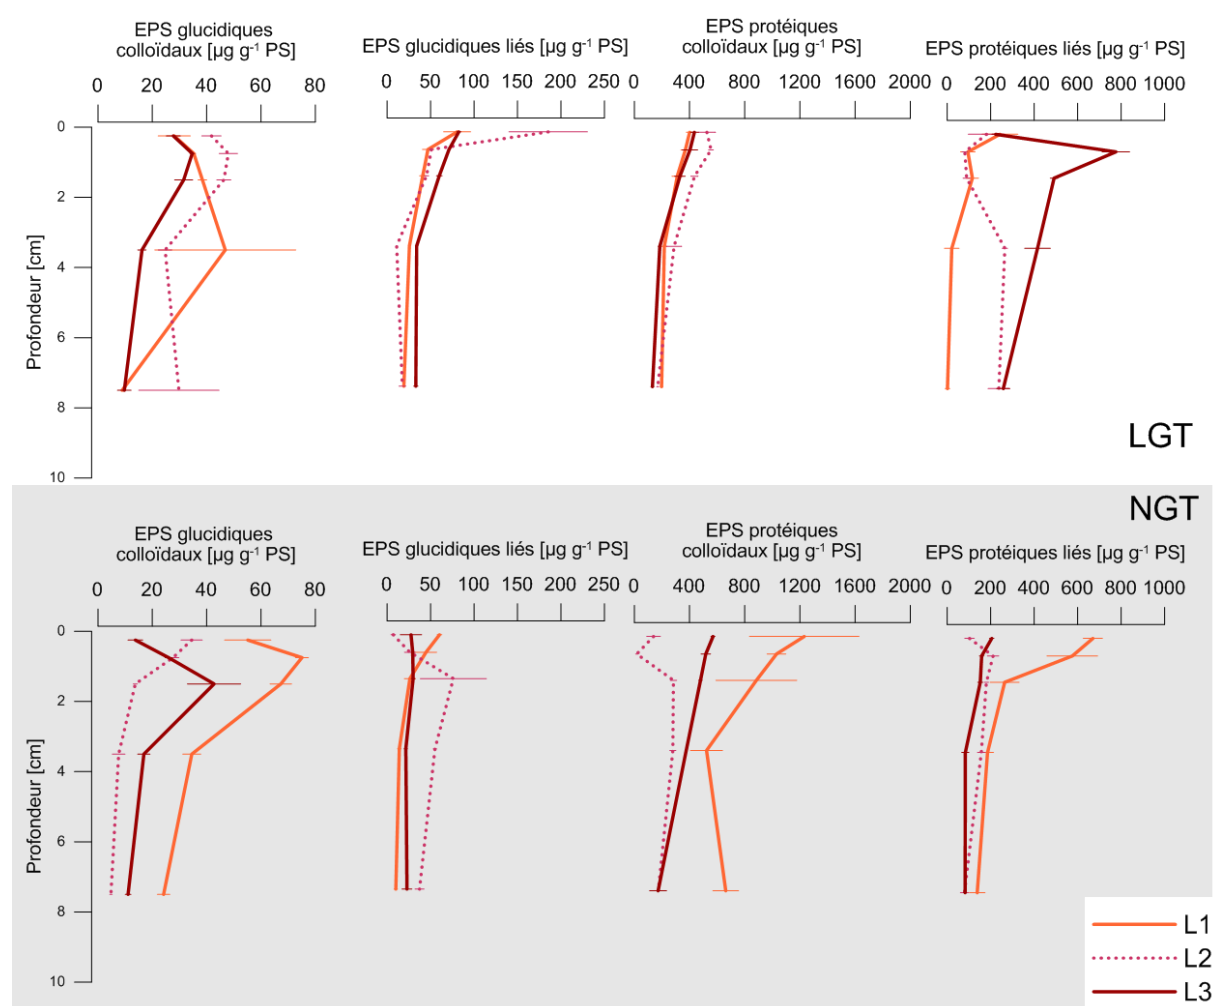 EPS glucidiques
colloïdaux [µg g-1 PS]
EPS glucidiques liés [µg g-1 PS]
EPS protéiques
colloïdaux [µg g-1 PS]
EPS protéiques liés [µg g-1 PS]
0 20 40 60 80
0 50 100 150 200 250
0 400 800 1200 1600 2000
0 200 400 600 800 1000
Profondeur [cm]
0
2
4
6
8
10
LGT
NGT
EPS glucidiques
colloïdaux [µg g-1 PS]
EPS glucidiques liés [µg g-1 PS]
EPS protéiques
colloïdaux [µg g-1 PS]
EPS protéiques liés [µg g-1 PS]
0 20 40 60 80
0 50 100 150 200 250
0 400 800 1200 1600 2000
0 200 400 600 800 1000
Profondeur [cm]
0
2
4
6
8
10
L1
L2
L3